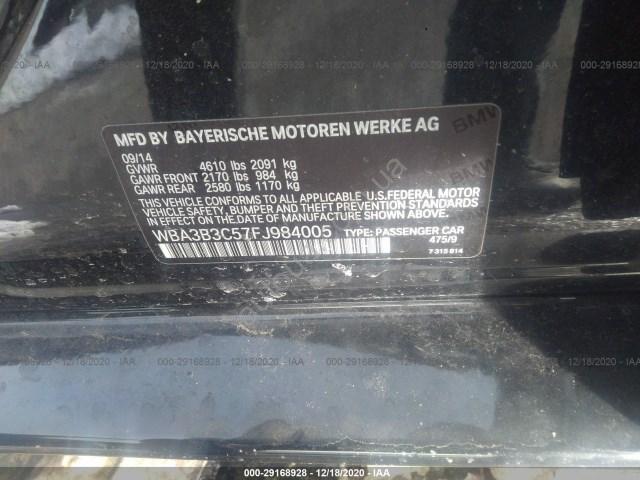 000-29168928 - 12/18/2020 - IAA
MFD BY BAYERISCHE MOTOREN WERKE AG
09/14
GVWR 4610 lbs 2091 kg
GAWR FRONT 2170 lbs 984 kg
GAWR REAR 2580 lbs 1170 kg
THIS VEHICLE CONFORMS TO ALL APPLICABLE U.S. FEDERAL MOTOR
VEHICLE SAFETY, BUMPER, AND THEFT PREVENTION STANDARDS
IN EFFECT ON THE DATE OF MANUFACTURE SHOWN ABOVE.
WBA3B3C57FJ984005 TYPE: PASSENGER CAR
475/9
7 315 814
BMW
BMW
000-29168928 - 12/18/2020 - IAA
000-29168928 - 12/18/2020 - IAA